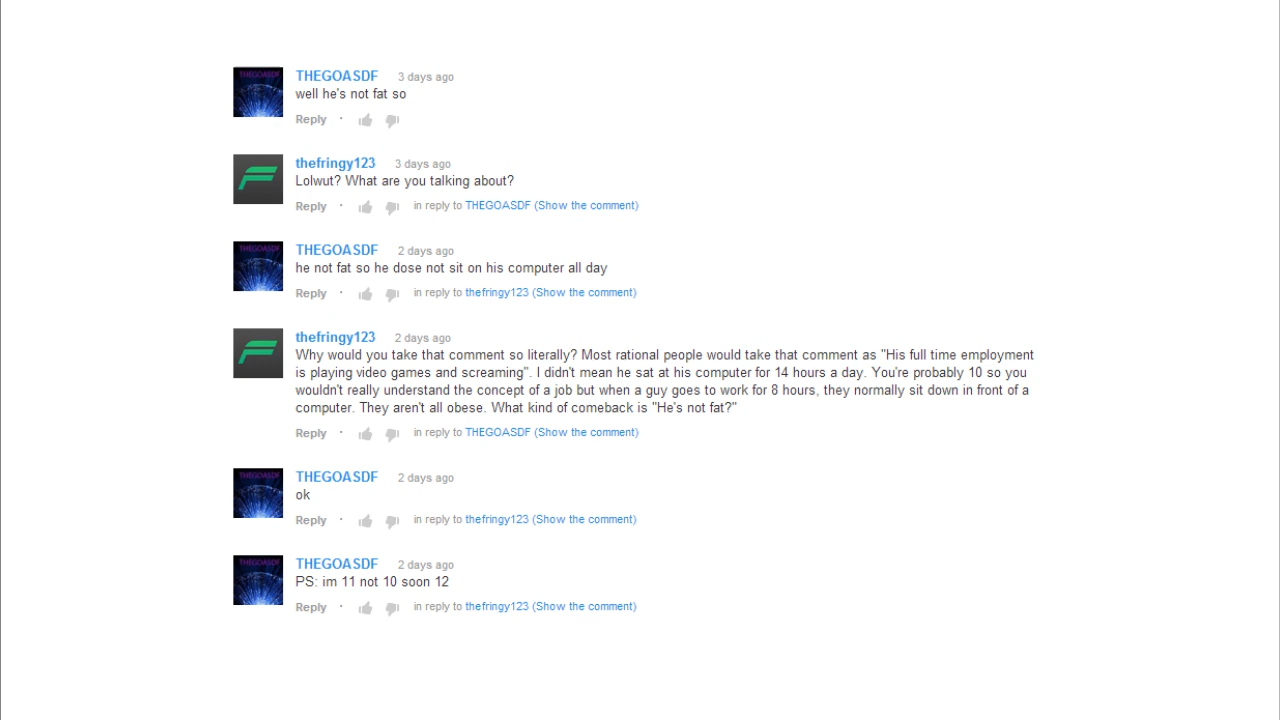 THEGOASDF
THEGOASDF 3 days ago
well he's not fat so
Reply ·
thefringy123 3 days ago
Lolwut? What are you talking about?
Reply · in reply to THEGOASDF (Show the comment)
THEGOASDF
THEGOASDF 2 days ago
he not fat so he dose not sit on his computer all day
Reply · in reply to thefringy123 (Show the comment)
thefringy123 2 days ago
Why would you take that comment so literally? Most rational people would take that comment as "His full time employment
is playing video games and screaming". I didn't mean he sat at his computer for 14 hours a day. You're probably 10 so you
wouldn't really understand the concept of a job but when a guy goes to work for 8 hours, they normally sit down in front of a
computer. They aren't all obese. What kind of comeback is "He's not fat?"
Reply · in reply to THEGOASDF (Show the comment)
THEGOASDF
THEGOASDF 2 days ago
ok
Reply · in reply to thefringy123 (Show the comment)
THEGOASDF
THEGOASDF 2 days ago
PS: im 11 not 10 soon 12
Reply · in reply to thefringy123 (Show the comment)